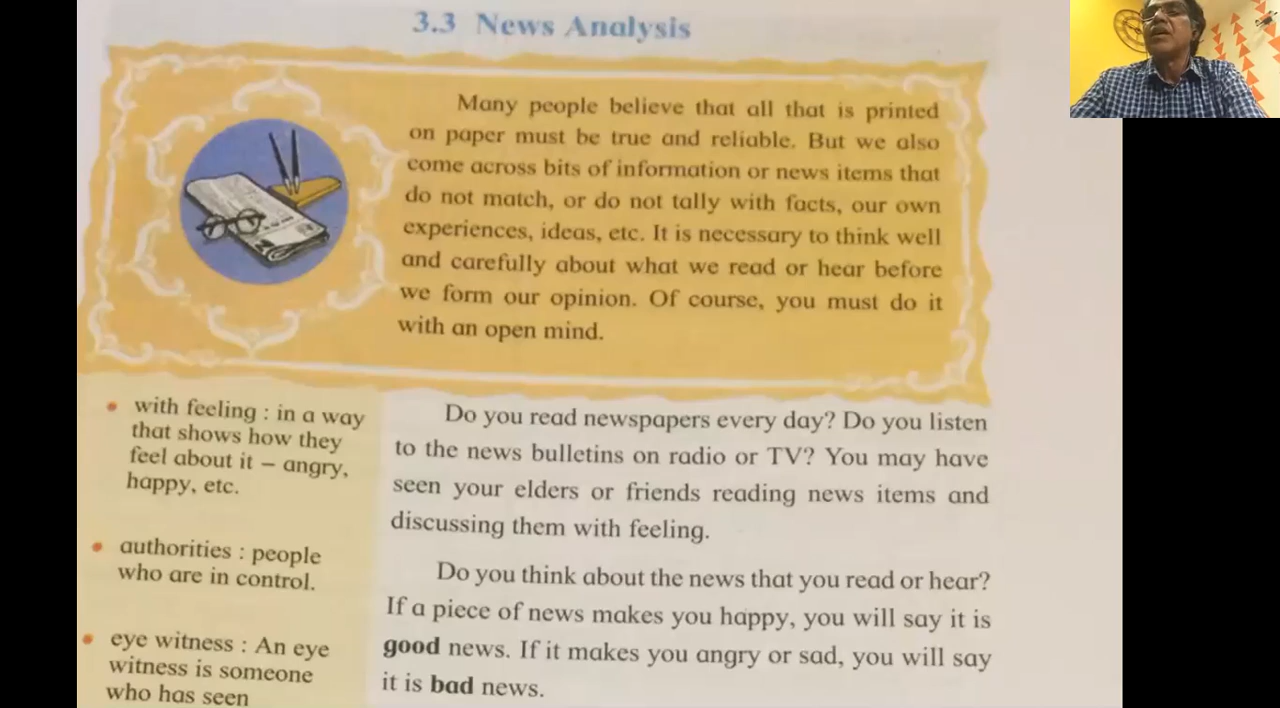 3.3 News Analysis
Many people believe that all that is printed
on paper must be true and reliable. But we also
come across bits of information or news items that
do not match, or do not tally with facts, our own
experiences, ideas, etc. It is necessary to think well
and carefully about what we read or hear before
we form our opinion. Of course, you must do it
with an open mind.
• with feeling : in a way
that shows how they
feel about it – angry,
happy, etc.
• authorities : people
who are in control.
• eye witness : An eye
witness is someone
who has seen
Do you read newspapers every day? Do you listen
to the news bulletins on radio or TV? You may have
seen your elders or friends reading news items and
discussing them with feeling.
Do you think about the news that you read or hear?
If a piece of news makes you happy, you will say it is
good news. If it makes you angry or sad, you will say
it is bad news.